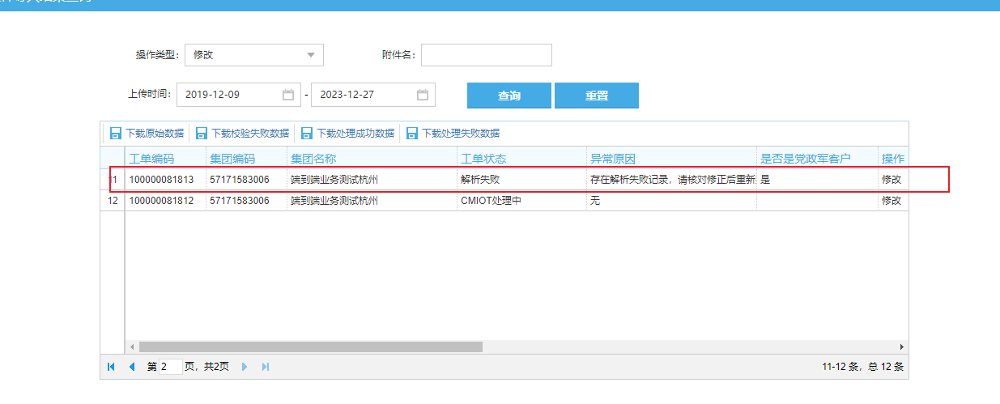 操作类型： 修改 附件名：
上传时间： 2019-12-09 - 2023-12-27 查询 重置
下载原始数据 下载校验失败数据 下载处理成功数据 下载处理失败数据
工单编码 集团编码 集团名称 工单状态 异常原因 是否是党政军客户 操作
11 100000081813 57171583006 端到端业务测试杭州 解析失败 存在解析失败记录，请核对修正后重新 是 修改
12 100000081812 57171583006 端到端业务测试杭州 CMIOT处理中 无 修改
第 2 页，共2页 11-12 条，总 12 条